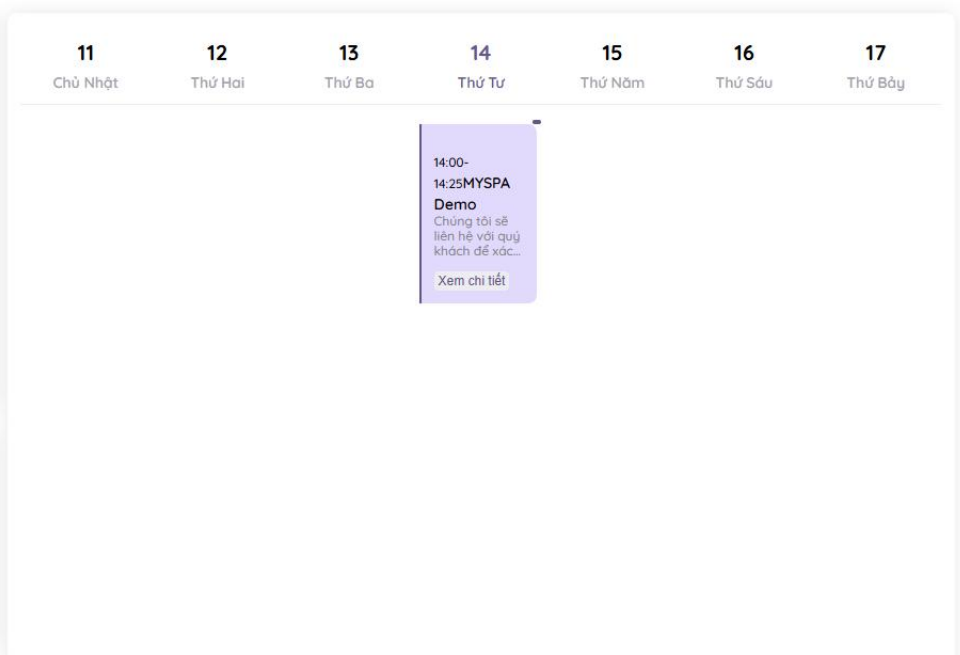 11 12 13 14 15 16 17
Chủ Nhật Thứ Hai Thứ Ba Thứ Tư Thứ Năm Thứ Sáu Thứ Bảy
14:00-
14:25MYSPA
Demo
Chúng tôi sẽ
liên hệ với quý
khách để xác...
Xem chi tiết